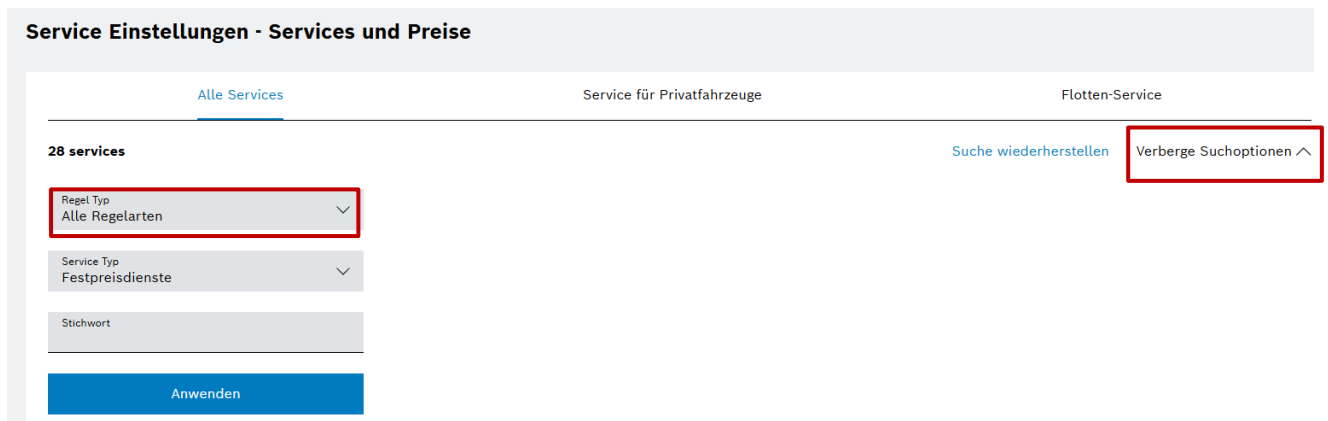 Service Einstellungen - Services und Preise
Alle Services
Service für Privatfahrzeuge
Flotten-Service
28 services
Suche wiederherstellen
Verberge Suchoptionen
Regel Typ
Alle Regelarten
Service Typ
Festpreisdienste
Stichwort
Anwenden